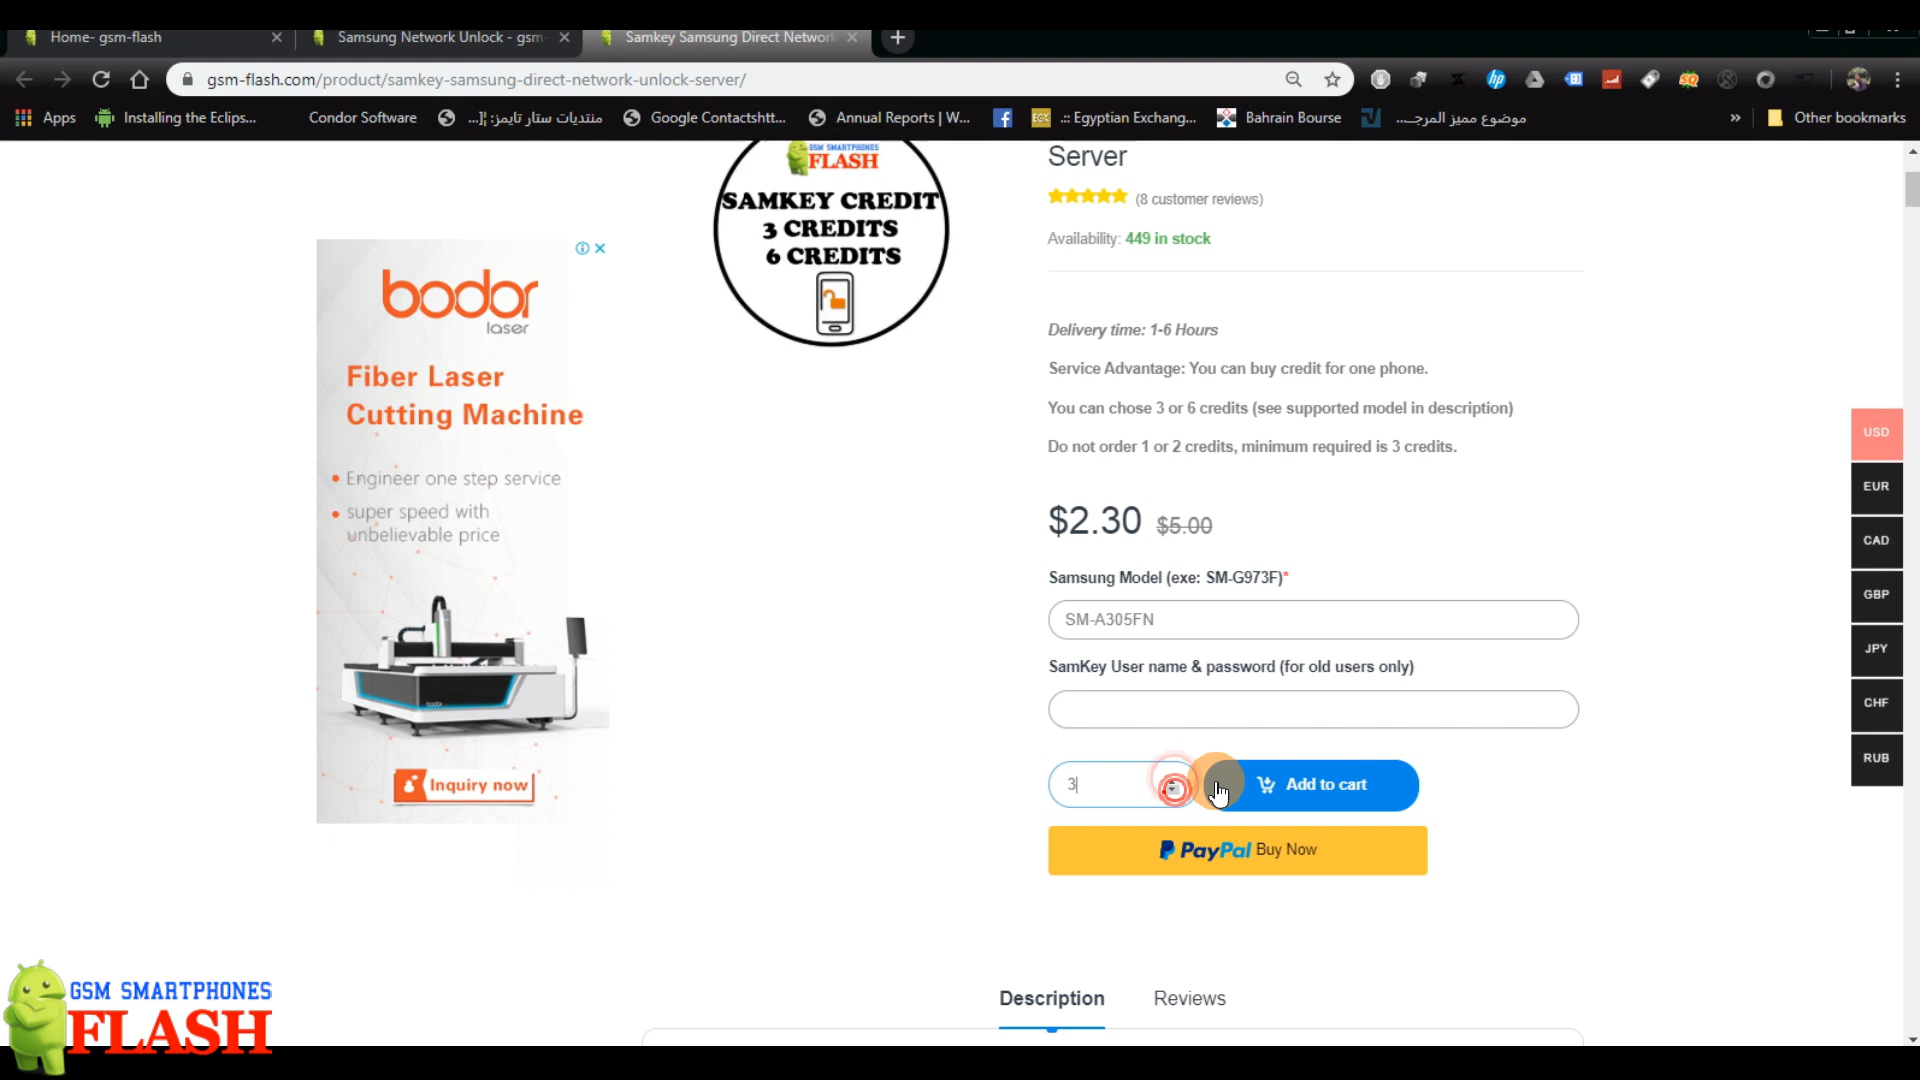 Home- gsm-flash
Samsung Network Unlock - gsm-
Samkey Samsung Direct Network
gsm-flash.com/product/samkey-samsung-direct-network-unlock-server/
Apps
Installing the Eclips...
Condor Software
منتديات ستار تايمز: ¦[...
Google Contactshtt...
Annual Reports | W...
.:: Egyptian Exchang...
Bahrain Bourse
موضوع مميز المرجـ...
Other bookmarks
GSM SMARTPHONES
FLASH
SAMKEY CREDIT
3 CREDITS
6 CREDITS
bodor
laser
Fiber Laser
Cutting Machine
Engineer one step service
super speed with
unbelievable price
bodor
Inquiry now
Server
(8 customer reviews)
Availability: 449 in stock
Delivery time: 1-6 Hours
Service Advantage: You can buy credit for one phone.
You can chose 3 or 6 credits (see supported model in description)
Do not order 1 or 2 credits, minimum required is 3 credits.
$2.30 $5.00
Samsung Model (exe: SM-G973F)*
SM-A305FN
SamKey User name & password (for old users only)
3
Add to cart
PayPal Buy Now
Description
Reviews
USD
EUR
CAD
GBP
JPY
CHF
RUB
GSM SMARTPHONES
FLASH